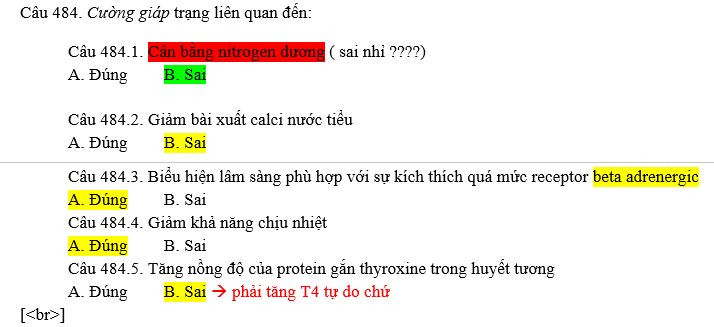 Câu 484. Cường giáp trạng liên quan đến:
Câu 484.1. Cân bằng nitrogen dương ( sai nhỉ ????)
A. Đúng B. Sai
Câu 484.2. Giảm bài xuất calci nước tiểu
A. Đúng B. Sai
Câu 484.3. Biểu hiện lâm sàng phù hợp với sự kích thích quá mức receptor beta adrenergic
A. Đúng B. Sai
Câu 484.4. Giảm khả năng chịu nhiệt
A. Đúng B. Sai
Câu 484.5. Tăng nồng độ của protein gắn thyroxine trong huyết tương
A. Đúng B. Sai → phải tăng T4 tự do chứ
[<br>]